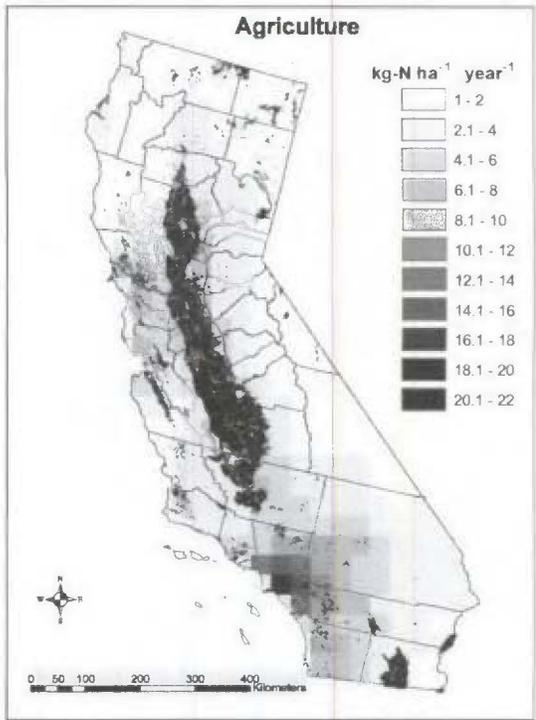 Agriculture
kg-N ha⁻¹ year⁻¹
1 - 2
2.1 - 4
4.1 - 6
6.1 - 8
8.1 - 10
10.1 - 12
12.1 - 14
14.1 - 16
16.1 - 18
18.1 - 20
20.1 - 22
N
W E
S
0 50 100 200 300 400
Kilometers